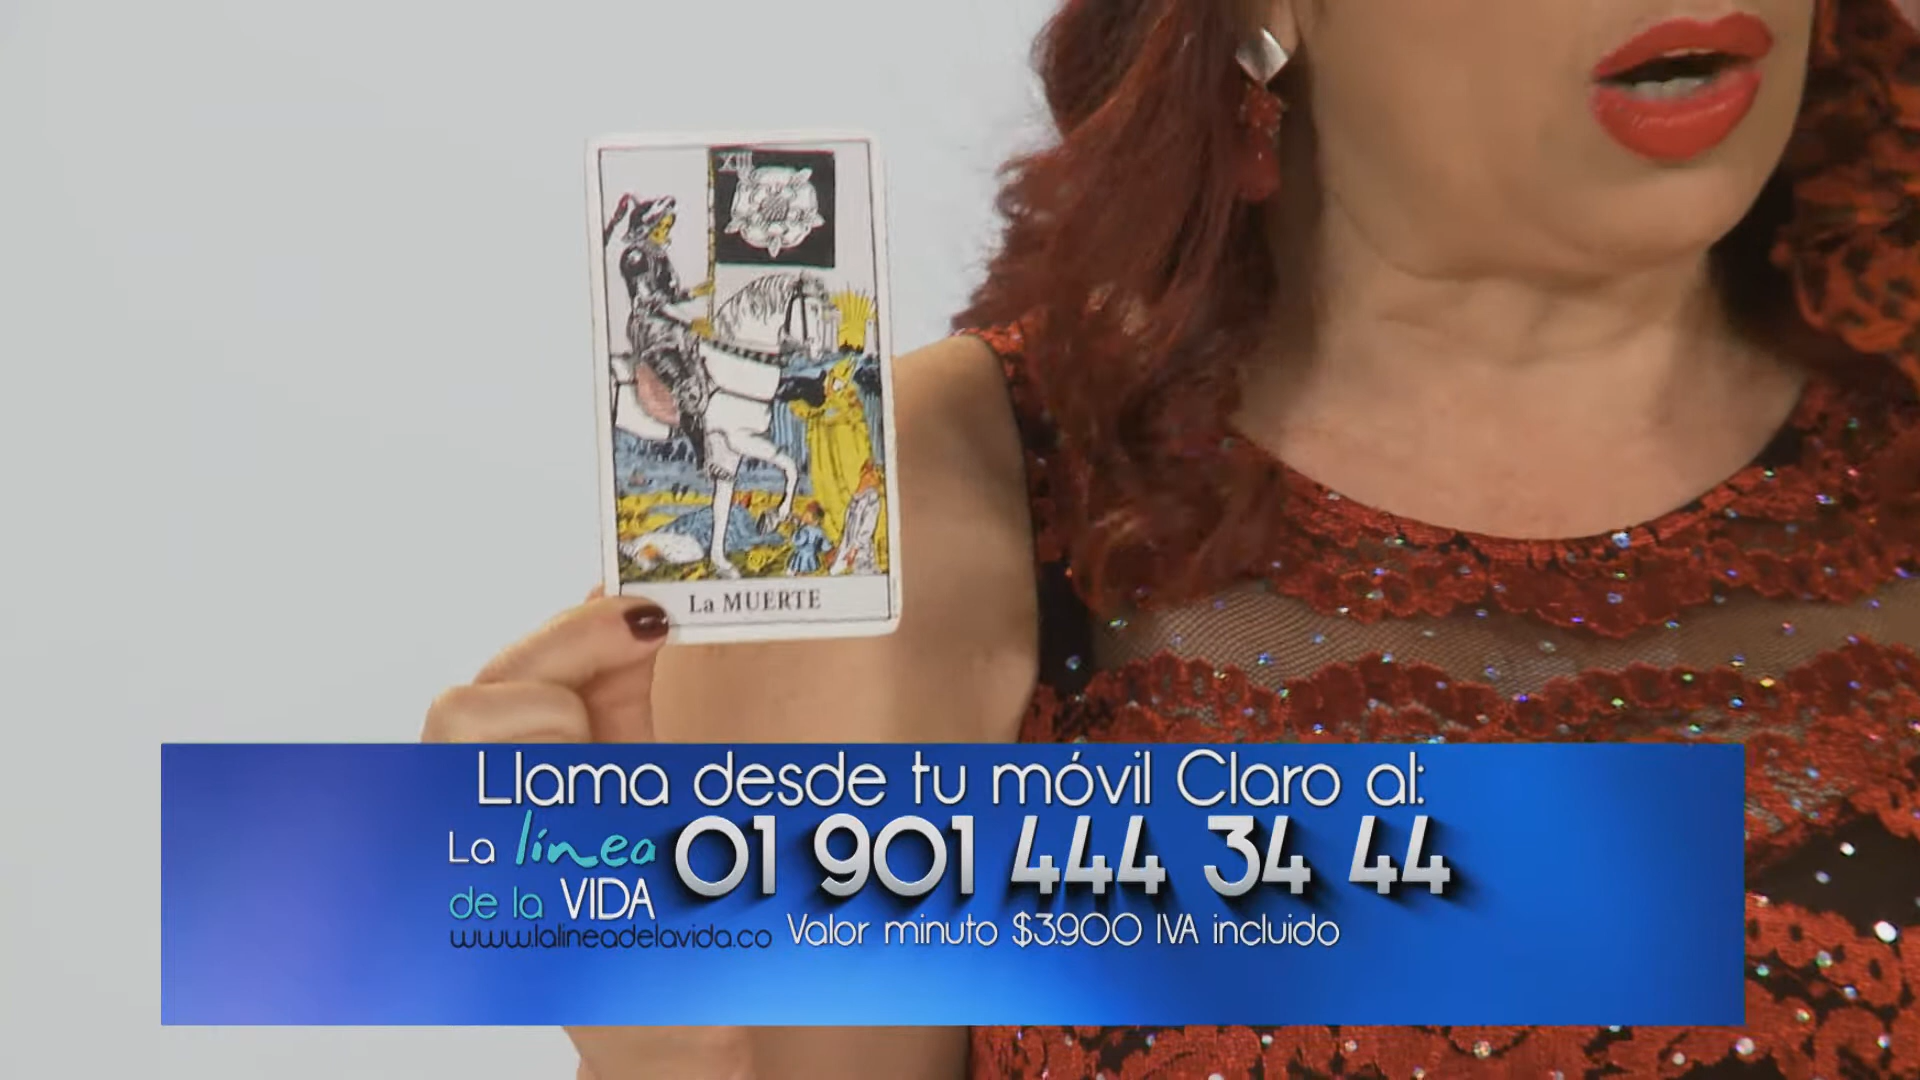 XIII
La MUERTE
Llama desde tu móvil Claro al:
La línea
de la VIDA
www.lalineadelavida.co
01 901 444 34 44
Valor minuto $3.900 IVA incluido